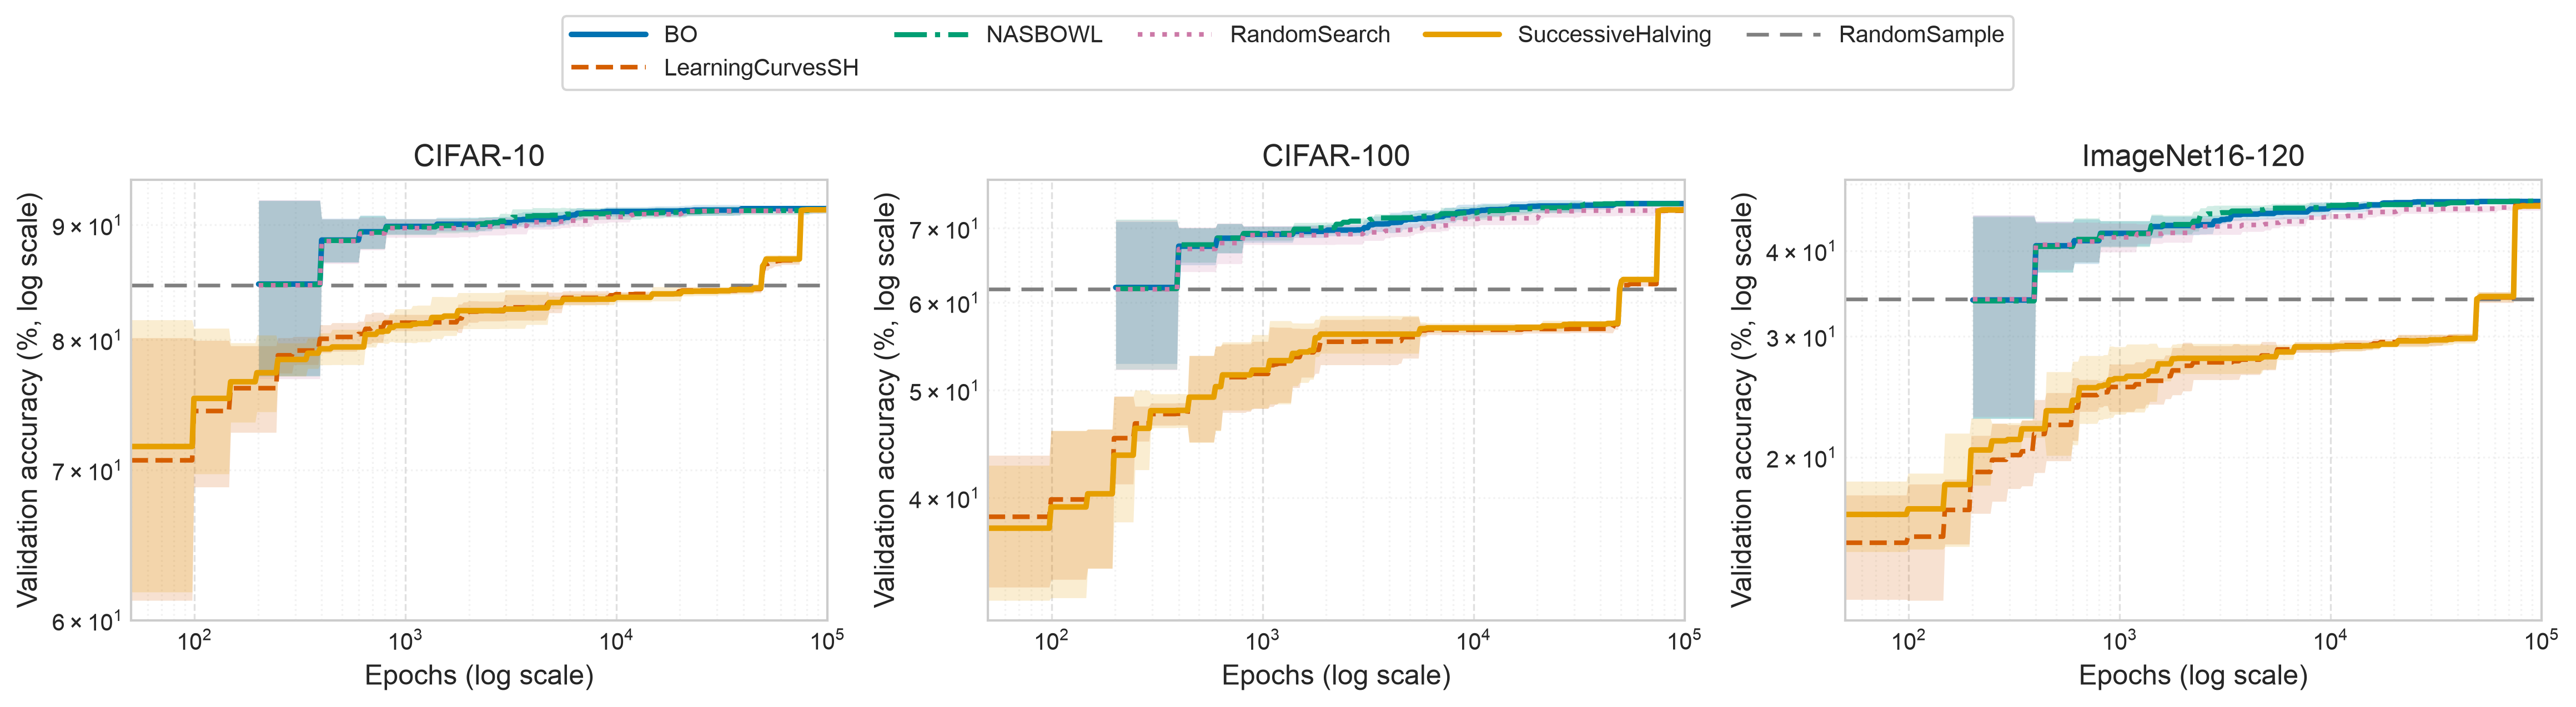 BO NASBOWL RandomSearch SuccessiveHalving RandomSample
LearningCurvesSH
CIFAR-10
Validation accuracy (%, log scale)
9 × 10¹
8 × 10¹
7 × 10¹
6 × 10¹
10² 10³ 10⁴ 10⁵
Epochs (log scale)
CIFAR-100
Validation accuracy (%, log scale)
7 × 10¹
6 × 10¹
5 × 10¹
4 × 10¹
10² 10³ 10⁴ 10⁵
Epochs (log scale)
ImageNet16-120
Validation accuracy (%, log scale)
4 × 10¹
3 × 10¹
2 × 10¹
10² 10³ 10⁴ 10⁵
Epochs (log scale)